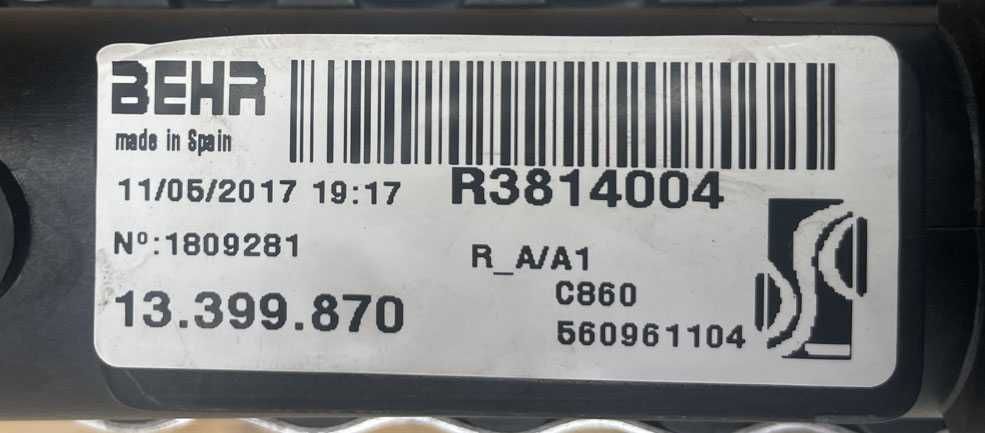 BEHR
made in Spain
11/05/2017 19:17
R3814004
Nº:1809281
R_A/A1
13.399.870
C860
560961104